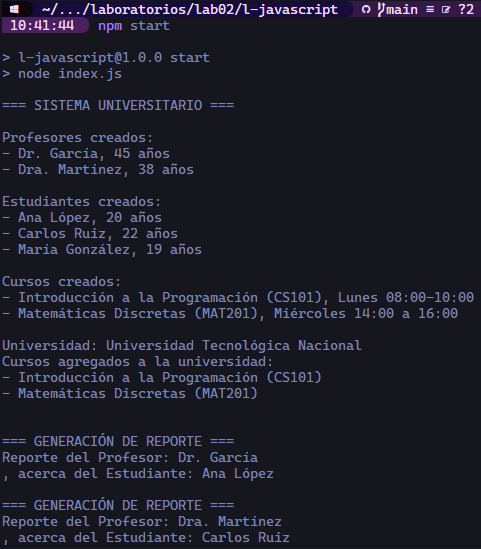 ~/.../laboratorios/lab02/l-javascript main ≡ ?2
10:41:44 npm start
> l-javascript@1.0.0 start
> node index.js
=== SISTEMA UNIVERSITARIO ===
Profesores creados:
- Dr. García, 45 años
- Dra. Martínez, 38 años
Estudiantes creados:
- Ana López, 20 años
- Carlos Ruiz, 22 años
- María González, 19 años
Cursos creados:
- Introducción a la Programación (CS101), Lunes 08:00-10:00
- Matemáticas Discretas (MAT201), Miércoles 14:00 a 16:00
Universidad: Universidad Tecnológica Nacional
Cursos agregados a la universidad:
- Introducción a la Programación (CS101)
- Matemáticas Discretas (MAT201)
=== GENERACIÓN DE REPORTE ===
Reporte del Profesor: Dr. García
, acerca del Estudiante: Ana López
=== GENERACIÓN DE REPORTE ===
Reporte del Profesor: Dra. Martínez
, acerca del Estudiante: Carlos Ruiz